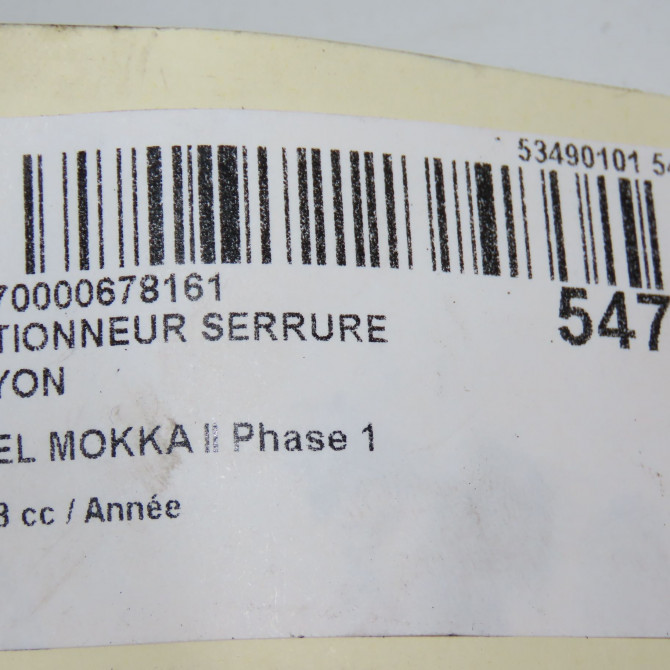 53490101 54
70000678161
TIONNEUR SERRURE
547
YON
EL MOKKA II Phase 1
3 cc / Année